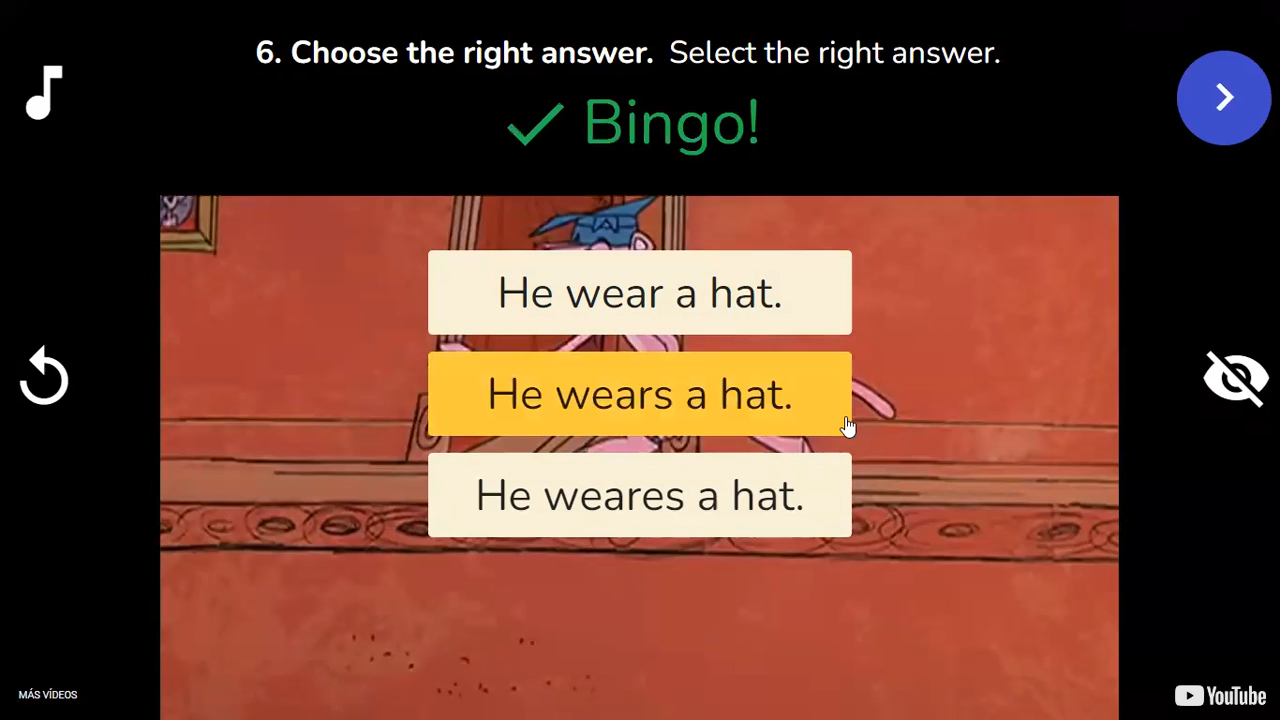 6. Choose the right answer. Select the right answer.
Bingo!
He wear a hat.
He wears a hat.
He weares a hat.
MÁS VÍDEOS
YouTube